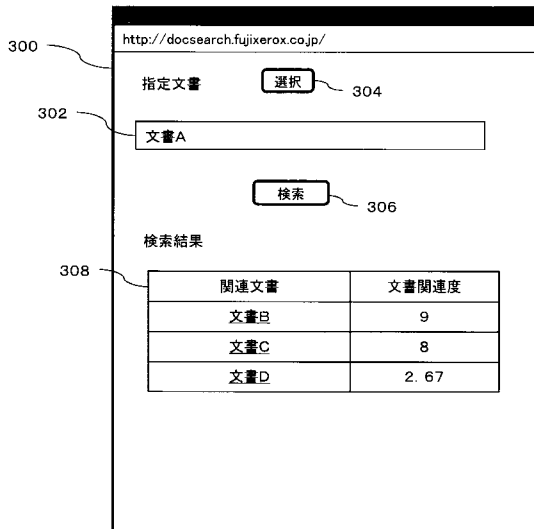 http://docsearch.fujixerox.co.jp/
300
指定文書 選択 304
302
文書A
検索 306
検索結果
308
関連文書 文書関連度
文書B 9
文書C 8
文書D 2. 67